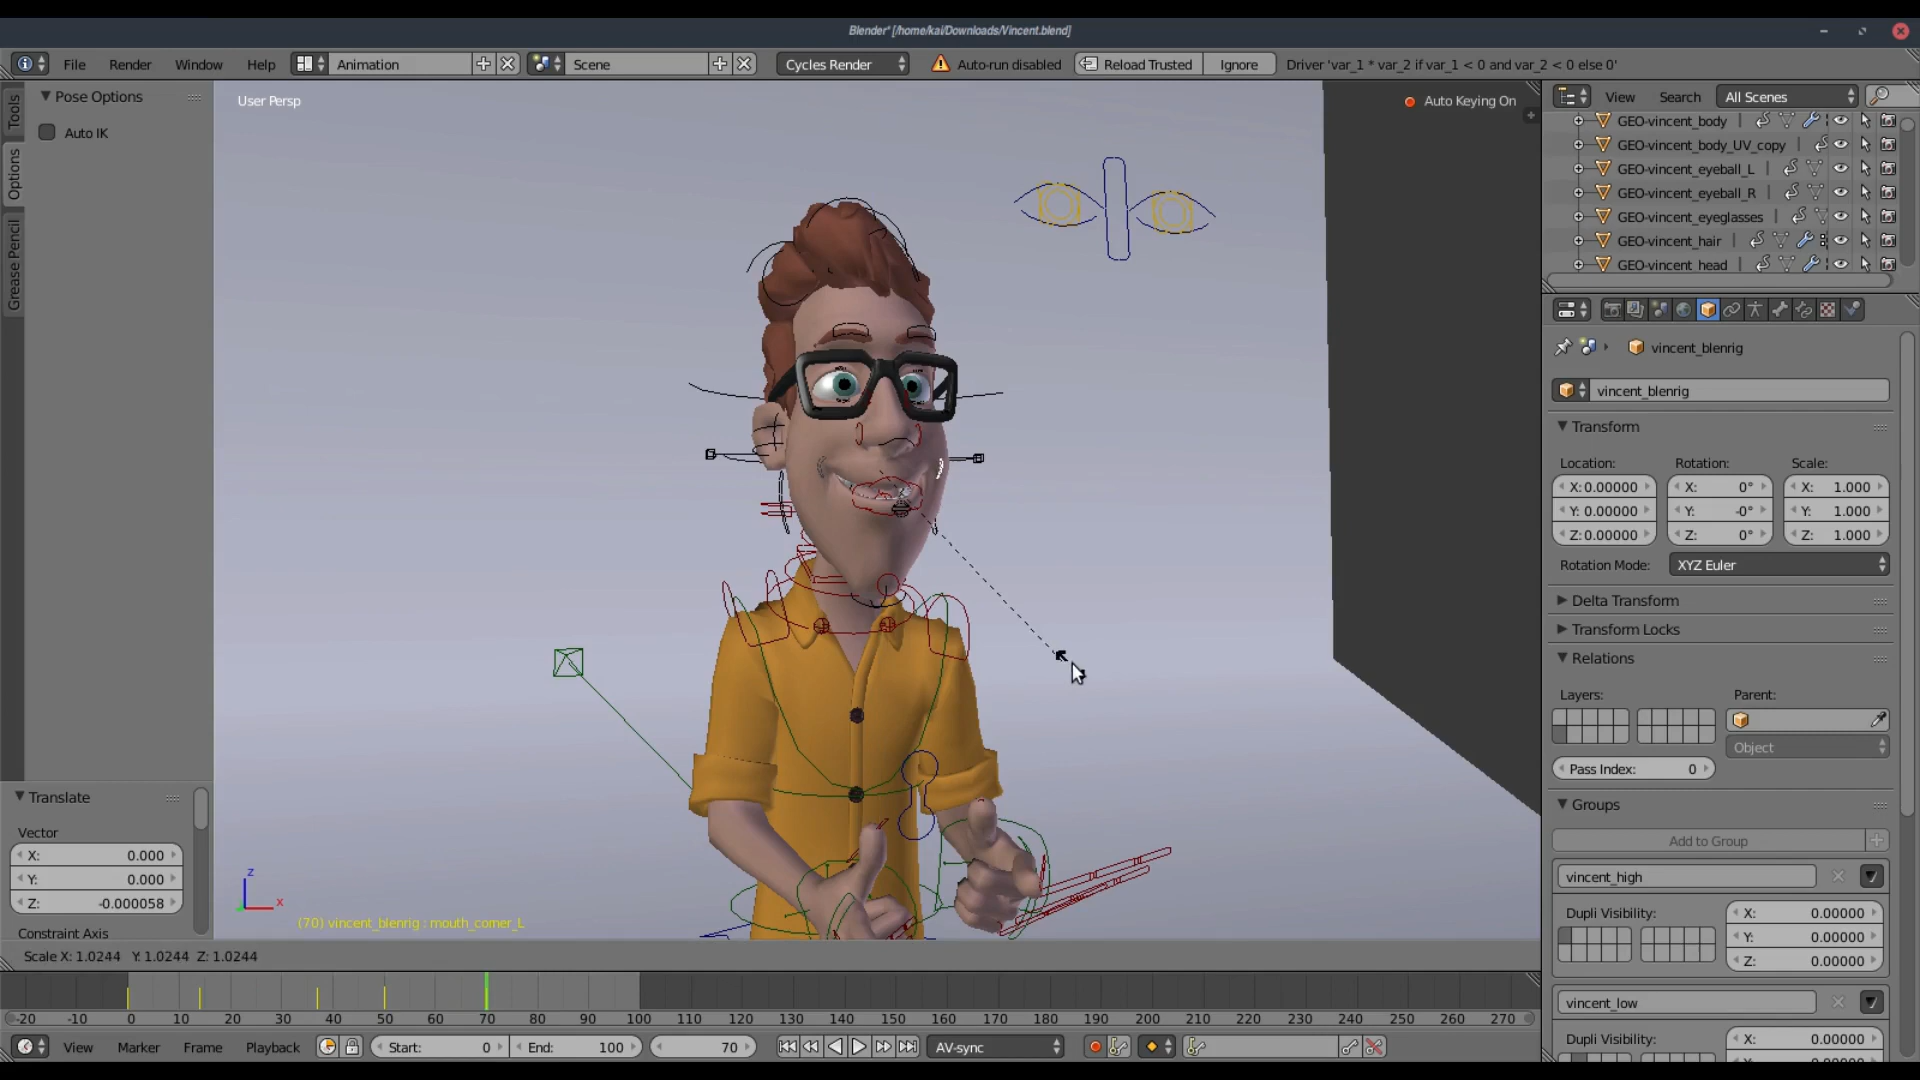 Blender* [/home/kai/Downloads/Vincent.blend]
File Render Window Help Animation Scene Cycles Render Auto-run disabled Reload Trusted Ignore Driver 'var_1 * var_2 if var_1 < 0 and var_2 < 0 else 0'
Tools
Options
Grease Pencil
Pose Options
Auto IK
User Persp
Auto Keying On
View Search All Scenes
GEO-vincent_body
GEO-vincent_body_UV_copy
GEO-vincent_eyeball_L
GEO-vincent_eyeball_R
GEO-vincent_eyeglasses
GEO-vincent_hair
GEO-vincent_head
vincent_blenrig
vincent_blenrig
Transform
Location: Rotation: Scale:
X: 0.00000 X: 0° X: 1.000
Y: 0.00000 Y: -0° Y: 1.000
Z: 0.00000 Z: 0° Z: 1.000
Rotation Mode: XYZ Euler
Delta Transform
Transform Locks
Relations
Layers: Parent:
Object
Pass Index: 0
Groups
Add to Group
vincent_high
Dupli Visibility: X: 0.00000
Y: 0.00000
Z: 0.00000
vincent_low
Dupli Visibility: X: 0.00000
Translate
Vector
X: 0.000
Y: 0.000
Z: -0.000058
Constraint Axis
z
x
(70) vincent_blenrig : mouth_corner_L
Scale X: 1.0244 Y: 1.0244 Z: 1.0244
-20 -10 0 10 20 30 40 50 60 70 80 90 100 110 120 130 140 150 160 170 180 190 200 210 220 230 240 250 260 270
View Marker Frame Playback Start: 0 End: 100 70 AV-sync